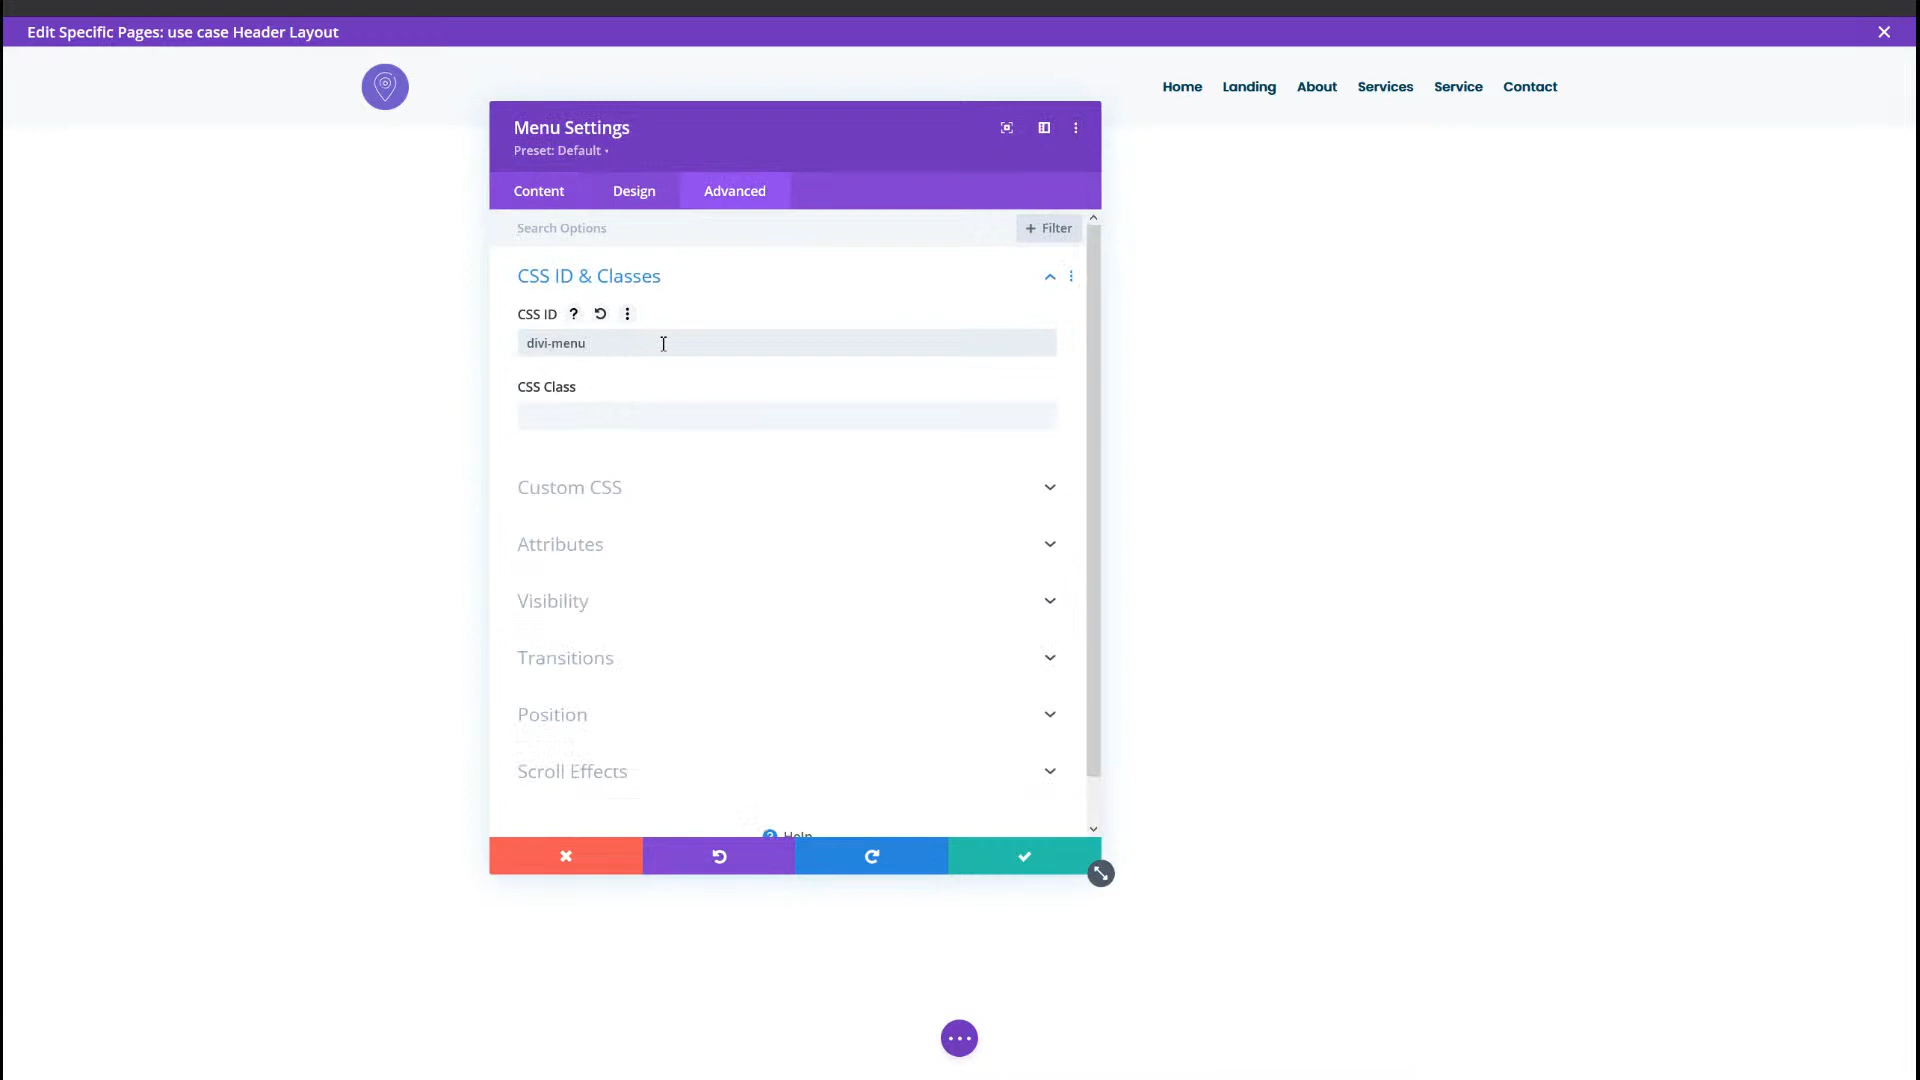 Edit Specific Pages: use case Header Layout
Home Landing About Services Service Contact
Menu Settings
Preset: Default
Content Design Advanced
Search Options + Filter
CSS ID & Classes
CSS ID ?
divi-menu
CSS Class
Custom CSS
Attributes
Visibility
Transitions
Position
Scroll Effects
? Help